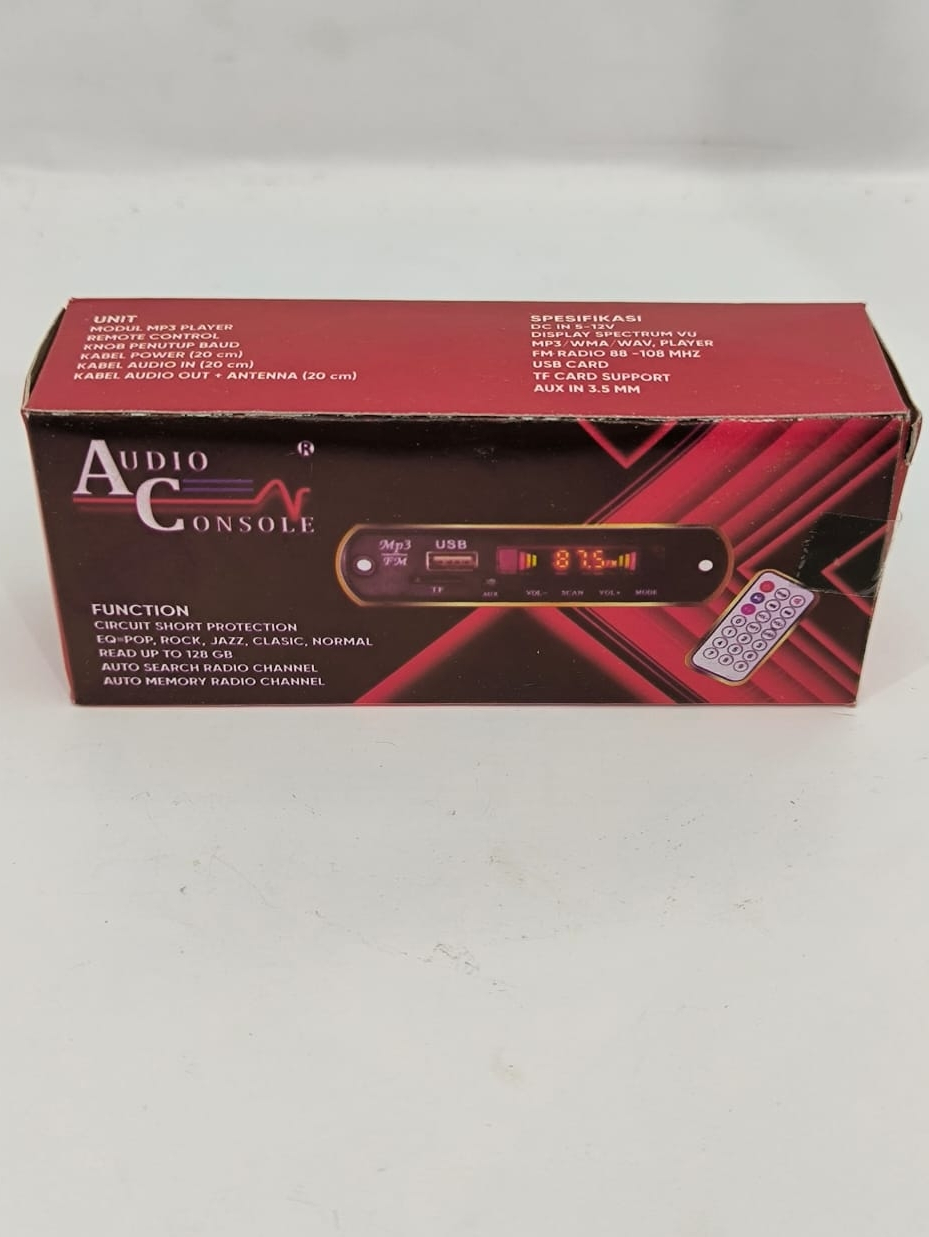 UNIT
MODUL MP3 PLAYER
REMOTE CONTROL
KNOB PENUTUP BAUD
KABEL POWER (20 cm)
KABEL AUDIO IN (20 cm)
KABEL AUDIO OUT + ANTENNA (20 cm)
SPESIFIKASI
DC IN 5-12V
DISPLAY SPECTRUM VU
MP3/WMA/WAV, PLAYER
FM RADIO 88 -108 MHZ
USB CARD
TF CARD SUPPORT
AUX IN 3.5 MM
AUDIO ®
CONSOLE
Mp3 USB
FM 87.5
TF VOL- SCAN VOL+ MODE
FUNCTION
CIRCUIT SHORT PROTECTION
EQ=POP, ROCK, JAZZ, CLASIC, NORMAL
READ UP TO 128 GB
AUTO SEARCH RADIO CHANNEL
AUTO MEMORY RADIO CHANNEL